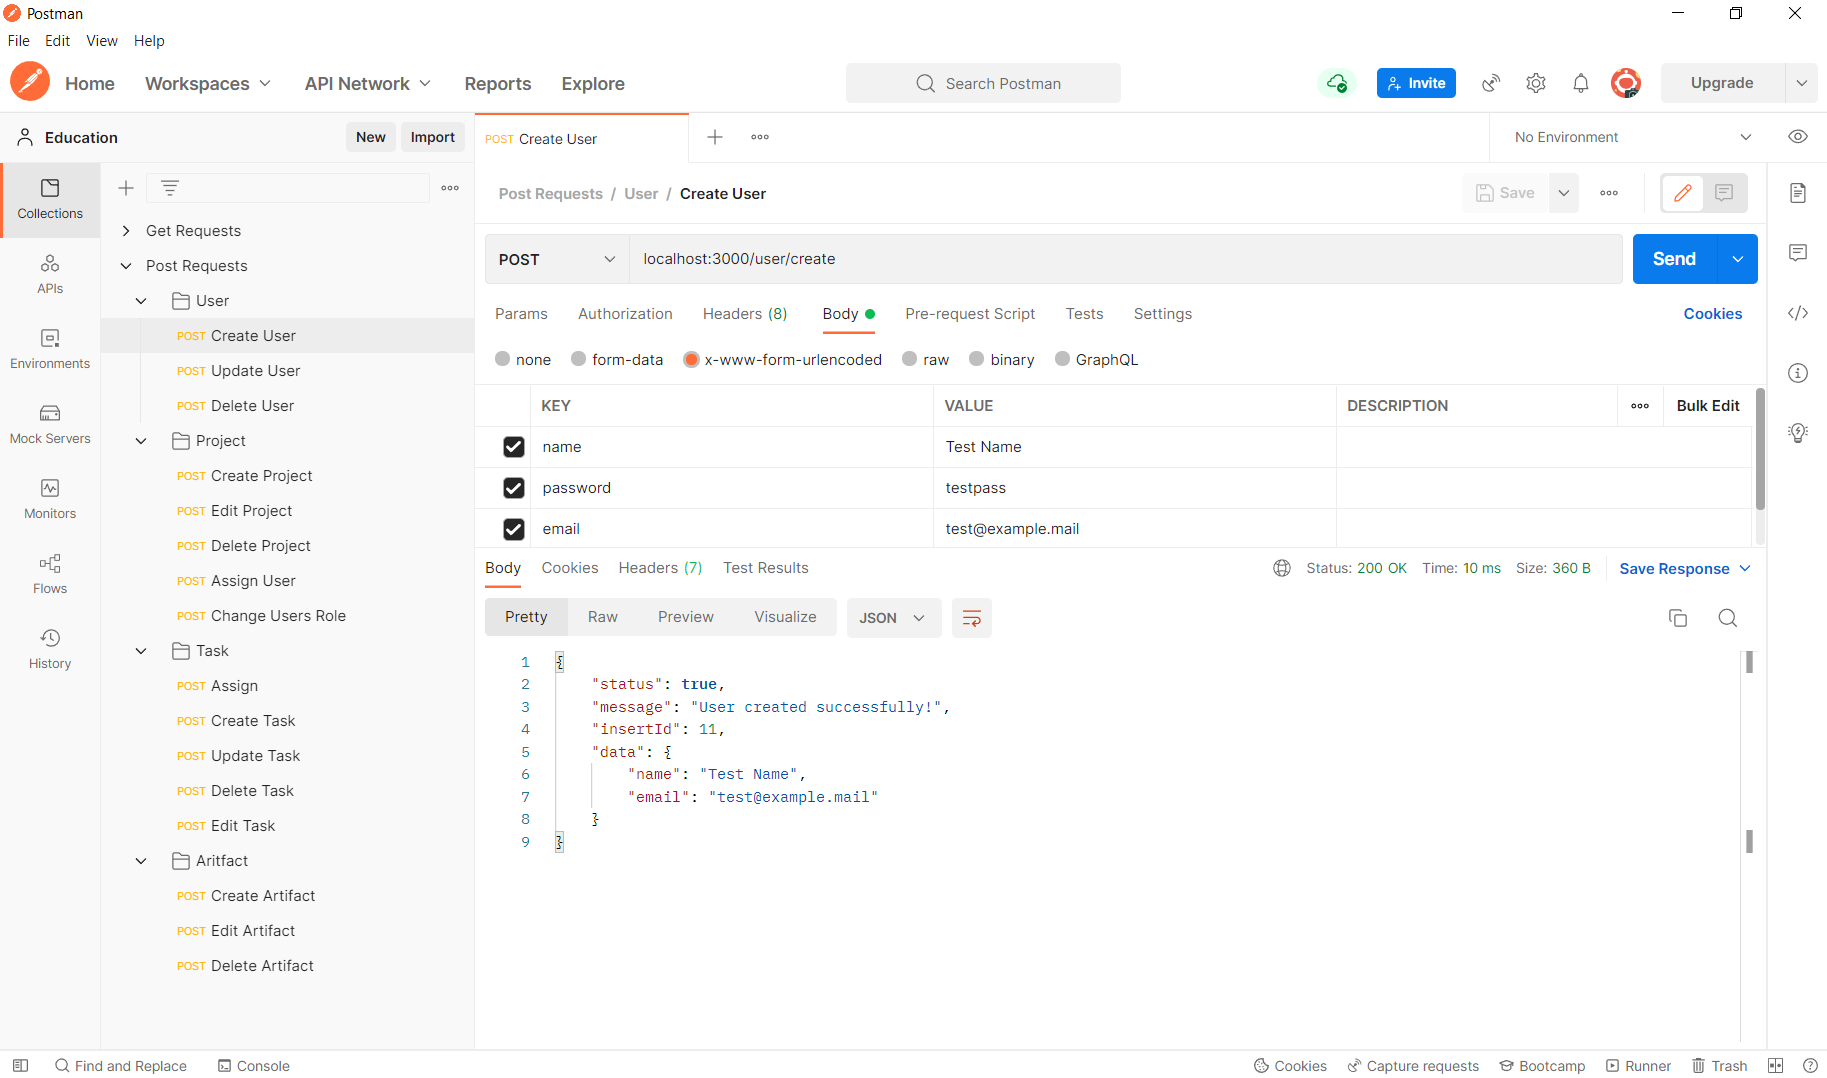 Postman
File Edit View Help
Home Workspaces API Network Reports Explore Search Postman Invite Upgrade
Education New Import
POST Create User
No Environment
Collections
APIs
Environments
Mock Servers
Monitors
Flows
History
Get Requests
Post Requests
User
POST Create User
POST Update User
POST Delete User
Project
POST Create Project
POST Edit Project
POST Delete Project
POST Assign User
POST Change Users Role
Task
POST Assign
POST Create Task
POST Update Task
POST Delete Task
POST Edit Task
Aritfact
POST Create Artifact
POST Edit Artifact
POST Delete Artifact
Post Requests / User / Create User Save
POST localhost:3000/user/create Send
Params Authorization Headers (8) Body Pre-request Script Tests Settings Cookies
none form-data x-www-form-urlencoded raw binary GraphQL
KEY VALUE DESCRIPTION Bulk Edit
name Test Name
password testpass
email test@example.mail
Body Cookies Headers (7) Test Results Status: 200 OK Time: 10 ms Size: 360 B Save Response
Pretty Raw Preview Visualize JSON
1 {
2 "status": true,
3 "message": "User created successfully!",
4 "insertId": 11,
5 "data": {
6 "name": "Test Name",
7 "email": "test@example.mail"
8 }
9 }
Find and Replace Console Cookies Capture requests Bootcamp Runner Trash